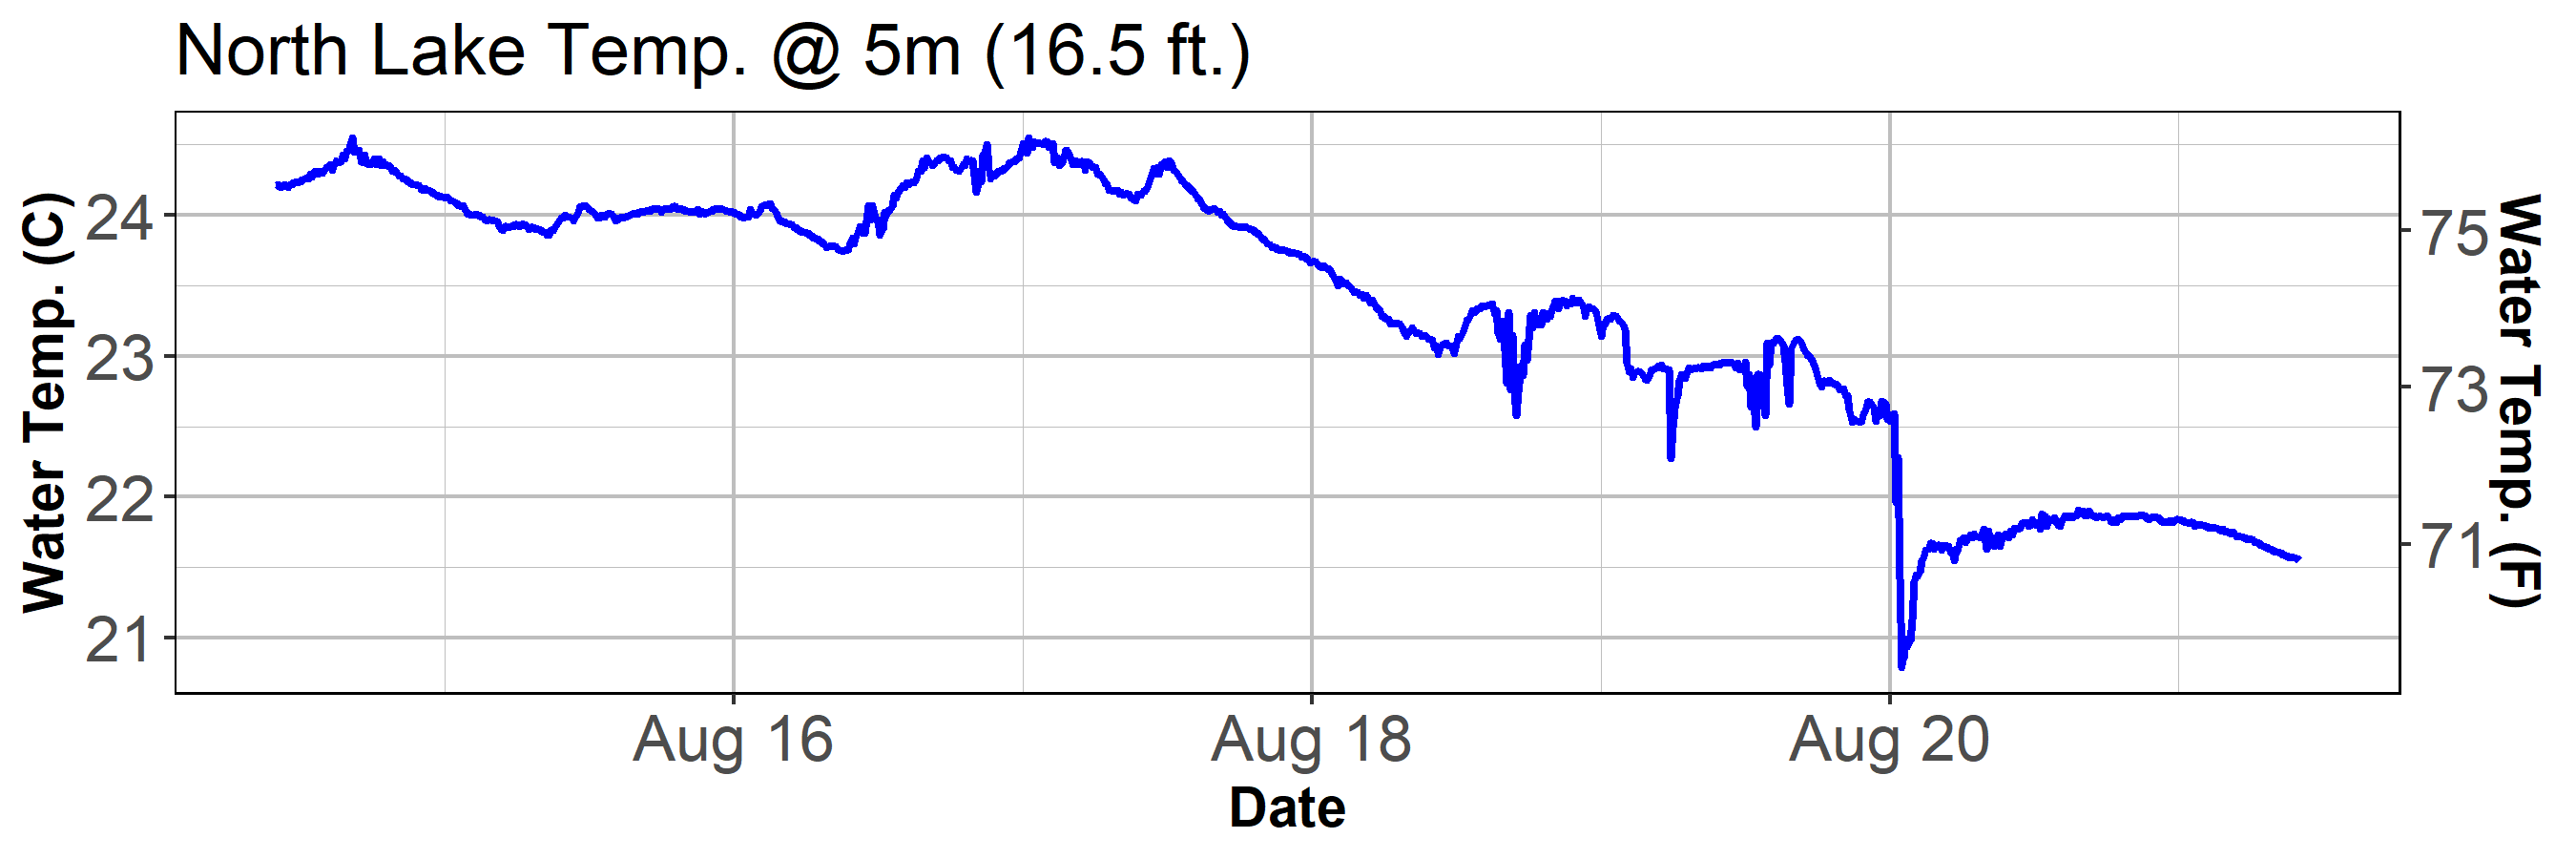 North Lake Temp. @ 5m (16.5 ft.)
Water Temp. (C)
24
23
22
21
75
73
71
Water Temp. (F)
Aug 16
Aug 18
Aug 20
Date